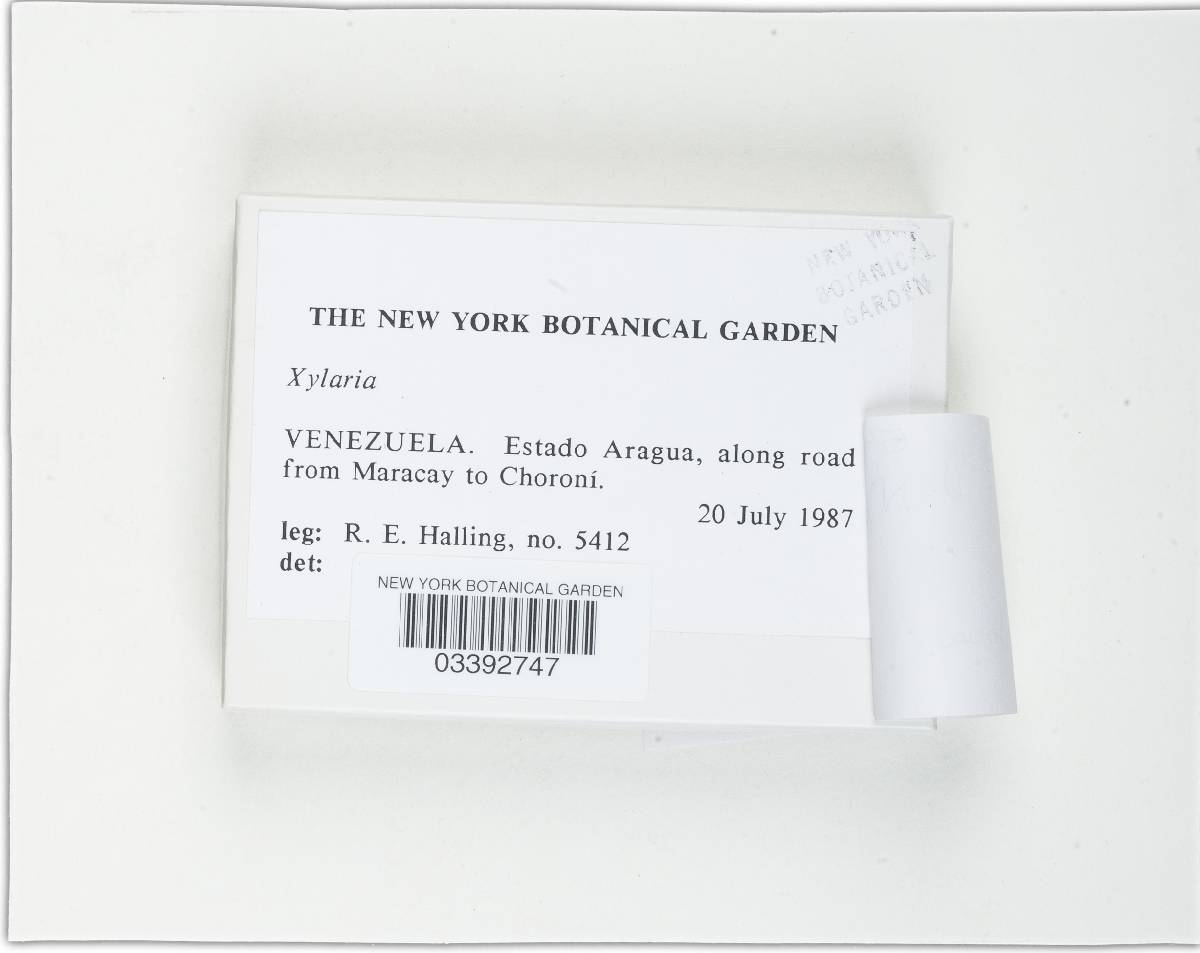 NEW YORK
BOTANICAL
GARDEN
THE NEW YORK BOTANICAL GARDEN
Xylaria
VENEZUELA. Estado Aragua, along road
from Maracay to Choroní.
20 July 1987
leg: R. E. Halling, no. 5412
det:
NEW YORK BOTANICAL GARDEN
03392747